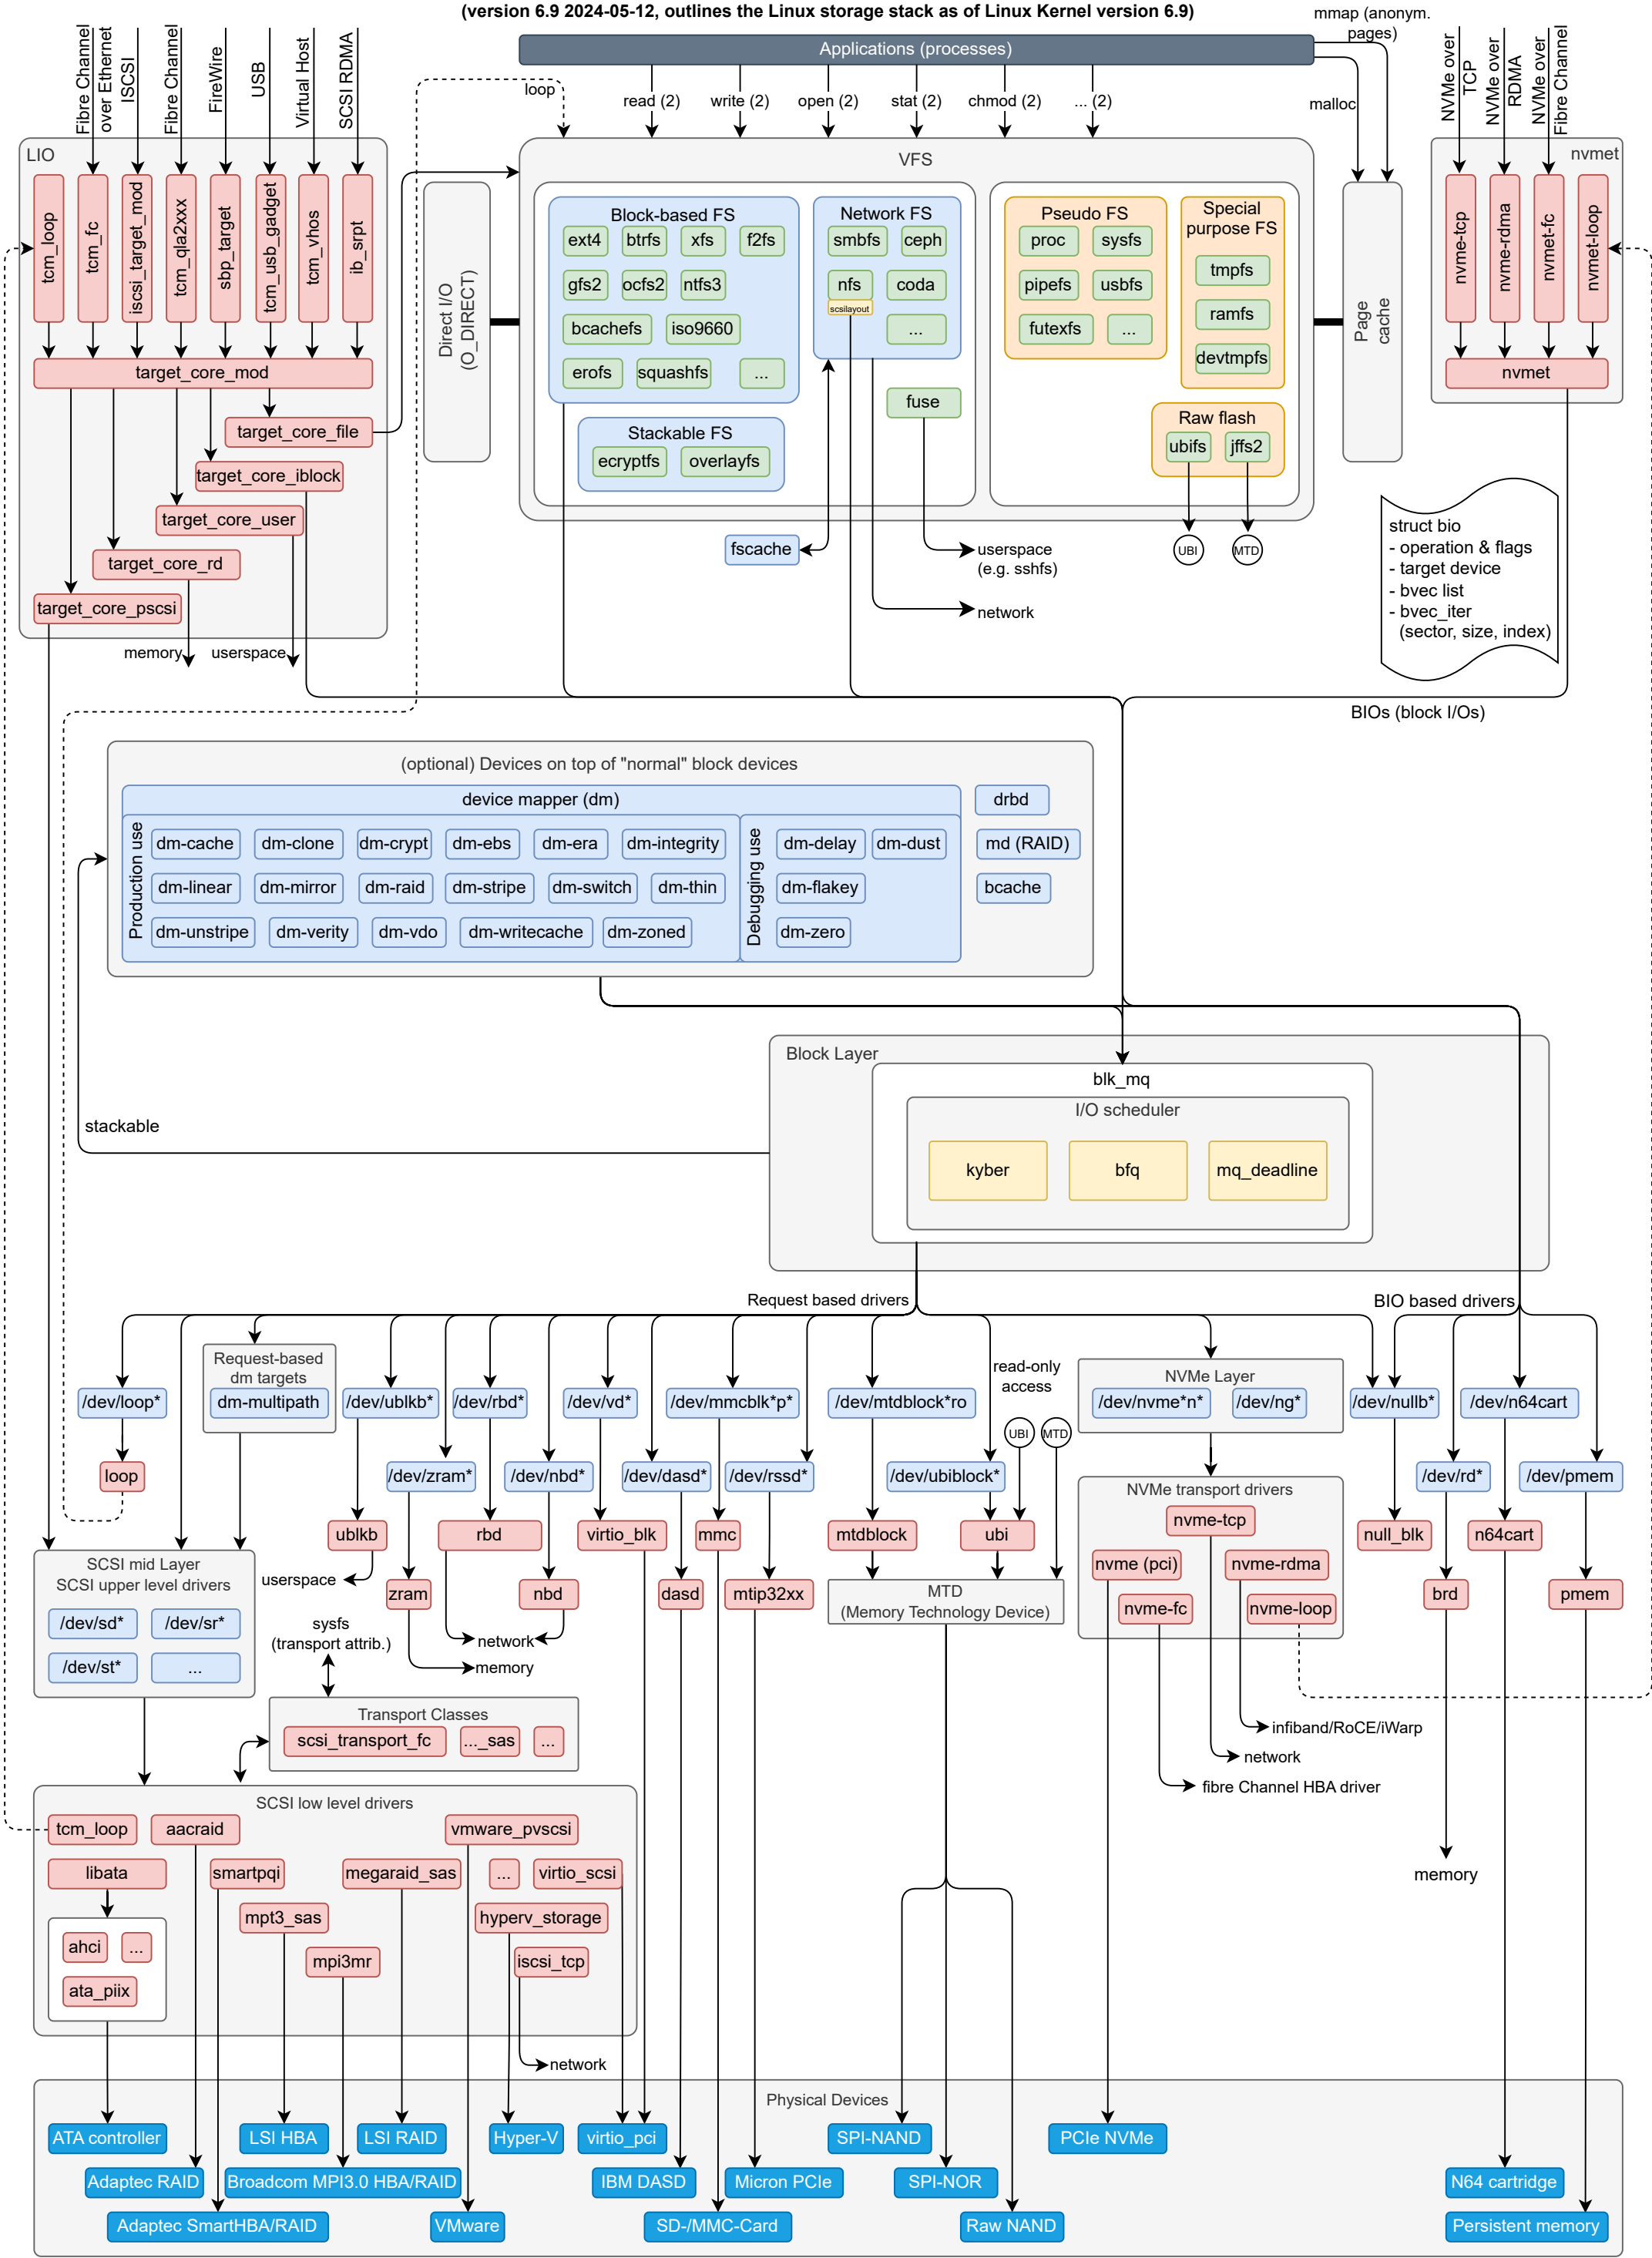 (version 6.9 2024-05-12, outlines the Linux storage stack as of Linux Kernel version 6.9)
Fibre Channel
over Ethernet
ISCSI
Fibre Channel
FireWire
USB
Virtual Host
SCSI RDMA
LIO
tcm_loop
tcm_fc
iscsi_target_mod
tcm_qla2xxx
sbp_target
tcm_usb_gadget
tcm_vhos
ib_srpt
target_core_mod
target_core_file
target_core_iblock
target_core_user
target_core_rd
target_core_pscsi
memory
userspace
loop
Applications (processes)
read (2)
write (2)
open (2)
stat (2)
chmod (2)
... (2)
mmap (anonym.
pages)
malloc
Direct I/O
(O_DIRECT)
VFS
Block-based FS
ext4
btrfs
xfs
f2fs
gfs2
ocfs2
ntfs3
bcachefs
iso9660
erofs
squashfs
...
Stackable FS
ecryptfs
overlayfs
Network FS
smbfs
ceph
nfs
coda
scsilayout
...
fuse
Pseudo FS
proc
sysfs
pipefs
usbfs
futexfs
...
Special
purpose FS
tmpfs
ramfs
devtmpfs
Raw flash
ubifs
jffs2
UBI
MTD
fscache
userspace
(e.g. sshfs)
network
Page
cache
NVMe over
TCP
NVMe over
RDMA
NVMe over
Fibre Channel
nvmet
nvme-tcp
nvme-rdma
nvmet-fc
nvmet-loop
nvmet
struct bio
- operation & flags
- target device
- bvec list
- bvec_iter
(sector, size, index)
BIOs (block I/Os)
(optional) Devices on top of "normal" block devices
device mapper (dm)
Production use
dm-cache
dm-clone
dm-crypt
dm-ebs
dm-era
dm-integrity
dm-linear
dm-mirror
dm-raid
dm-stripe
dm-switch
dm-thin
dm-unstripe
dm-verity
dm-vdo
dm-writecache
dm-zoned
Debugging use
dm-delay
dm-dust
dm-flakey
dm-zero
drbd
md (RAID)
bcache
stackable
Block Layer
blk_mq
I/O scheduler
kyber
bfq
mq_deadline
Request based drivers
BIO based drivers
/dev/loop*
loop
Request-based
dm targets
dm-multipath
/dev/ublkb*
/dev/rbd*
/dev/vd*
/dev/mmcblk*p*
/dev/mtdblock*ro
read-only
access
UBI
MTD
NVMe Layer
/dev/nvme*n*
/dev/ng*
/dev/nullb*
/dev/n64cart
/dev/zram*
/dev/nbd*
/dev/dasd*
/dev/rssd*
/dev/ubiblock*
/dev/rd*
/dev/pmem
ublkb
rbd
virtio_blk
mmc
mtdblock
ubi
null_blk
n64cart
userspace
zram
nbd
dasd
mtip32xx
MTD
(Memory Technology Device)
brd
pmem
network
memory
NVMe transport drivers
nvme-tcp
nvme (pci)
nvme-rdma
nvme-fc
nvme-loop
infiband/RoCE/iWarp
network
fibre Channel HBA driver
memory
SCSI mid Layer
SCSI upper level drivers
/dev/sd*
/dev/sr*
/dev/st*
...
sysfs
(transport attrib.)
Transport Classes
scsi_transport_fc
..._sas
...
SCSI low level drivers
tcm_loop
aacraid
vmware_pvscsi
libata
smartpqi
megaraid_sas
...
virtio_scsi
mpt3_sas
hyperv_storage
ahci
...
mpi3mr
iscsi_tcp
ata_piix
network
Physical Devices
ATA controller
LSI HBA
LSI RAID
Hyper-V
virtio_pci
SPI-NAND
PCIe NVMe
Adaptec RAID
Broadcom MPI3.0 HBA/RAID
IBM DASD
Micron PCIe
SPI-NOR
N64 cartridge
Adaptec SmartHBA/RAID
VMware
SD-/MMC-Card
Raw NAND
Persistent memory